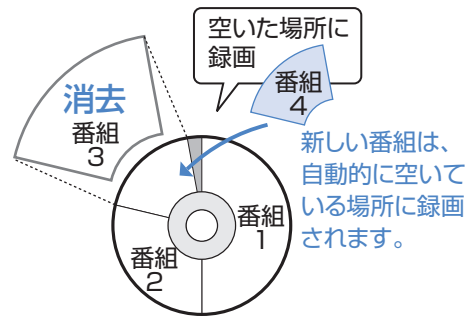 空いた場所に
録画
番組
4
消去
番組
3
新しい番組は、
自動的に空いて
いる場所に録画
されます。
番組
1
番組
2